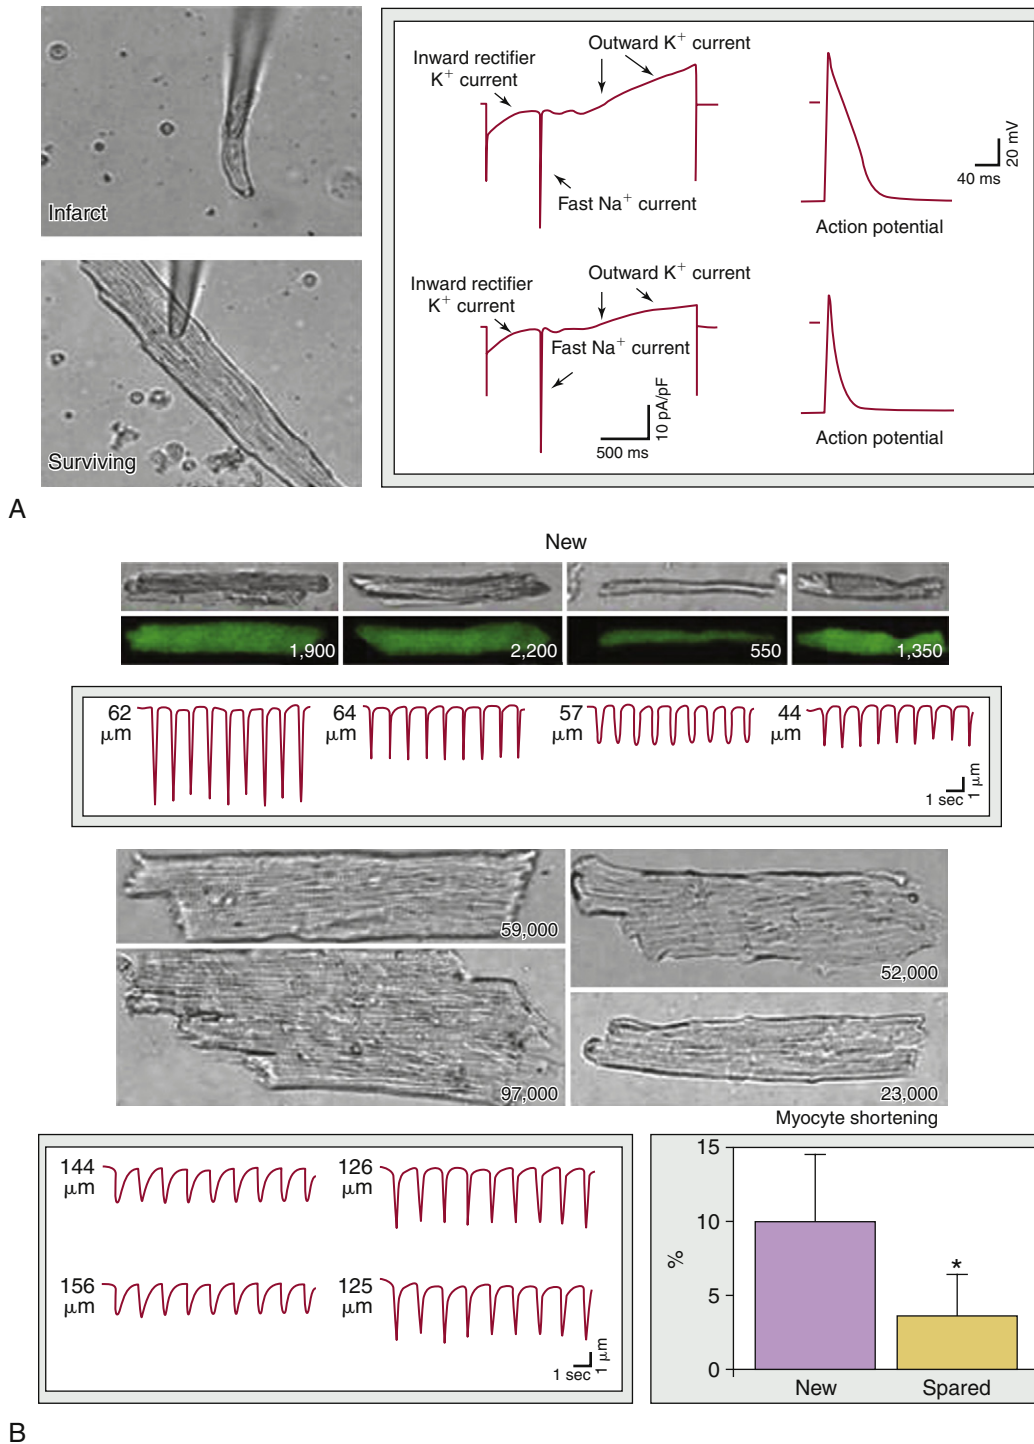 Infarct
Surviving
Inward rectifier
K+ current
Outward K+ current
Fast Na+ current
Action potential
20 mV
40 ms
Inward rectifier
K+ current
Outward K+ current
Fast Na+ current
10 pA/pF
500 ms
Action potential
A
New
1,900
2,200
550
1,350
62
μm
64
μm
57
μm
44
μm
1 sec
1 μm
59,000
52,000
97,000
23,000
144
μm
126
μm
156
μm
125
μm
1 sec
1 μm
Myocyte shortening
15
10
%
*
5
0
New
Spared
B